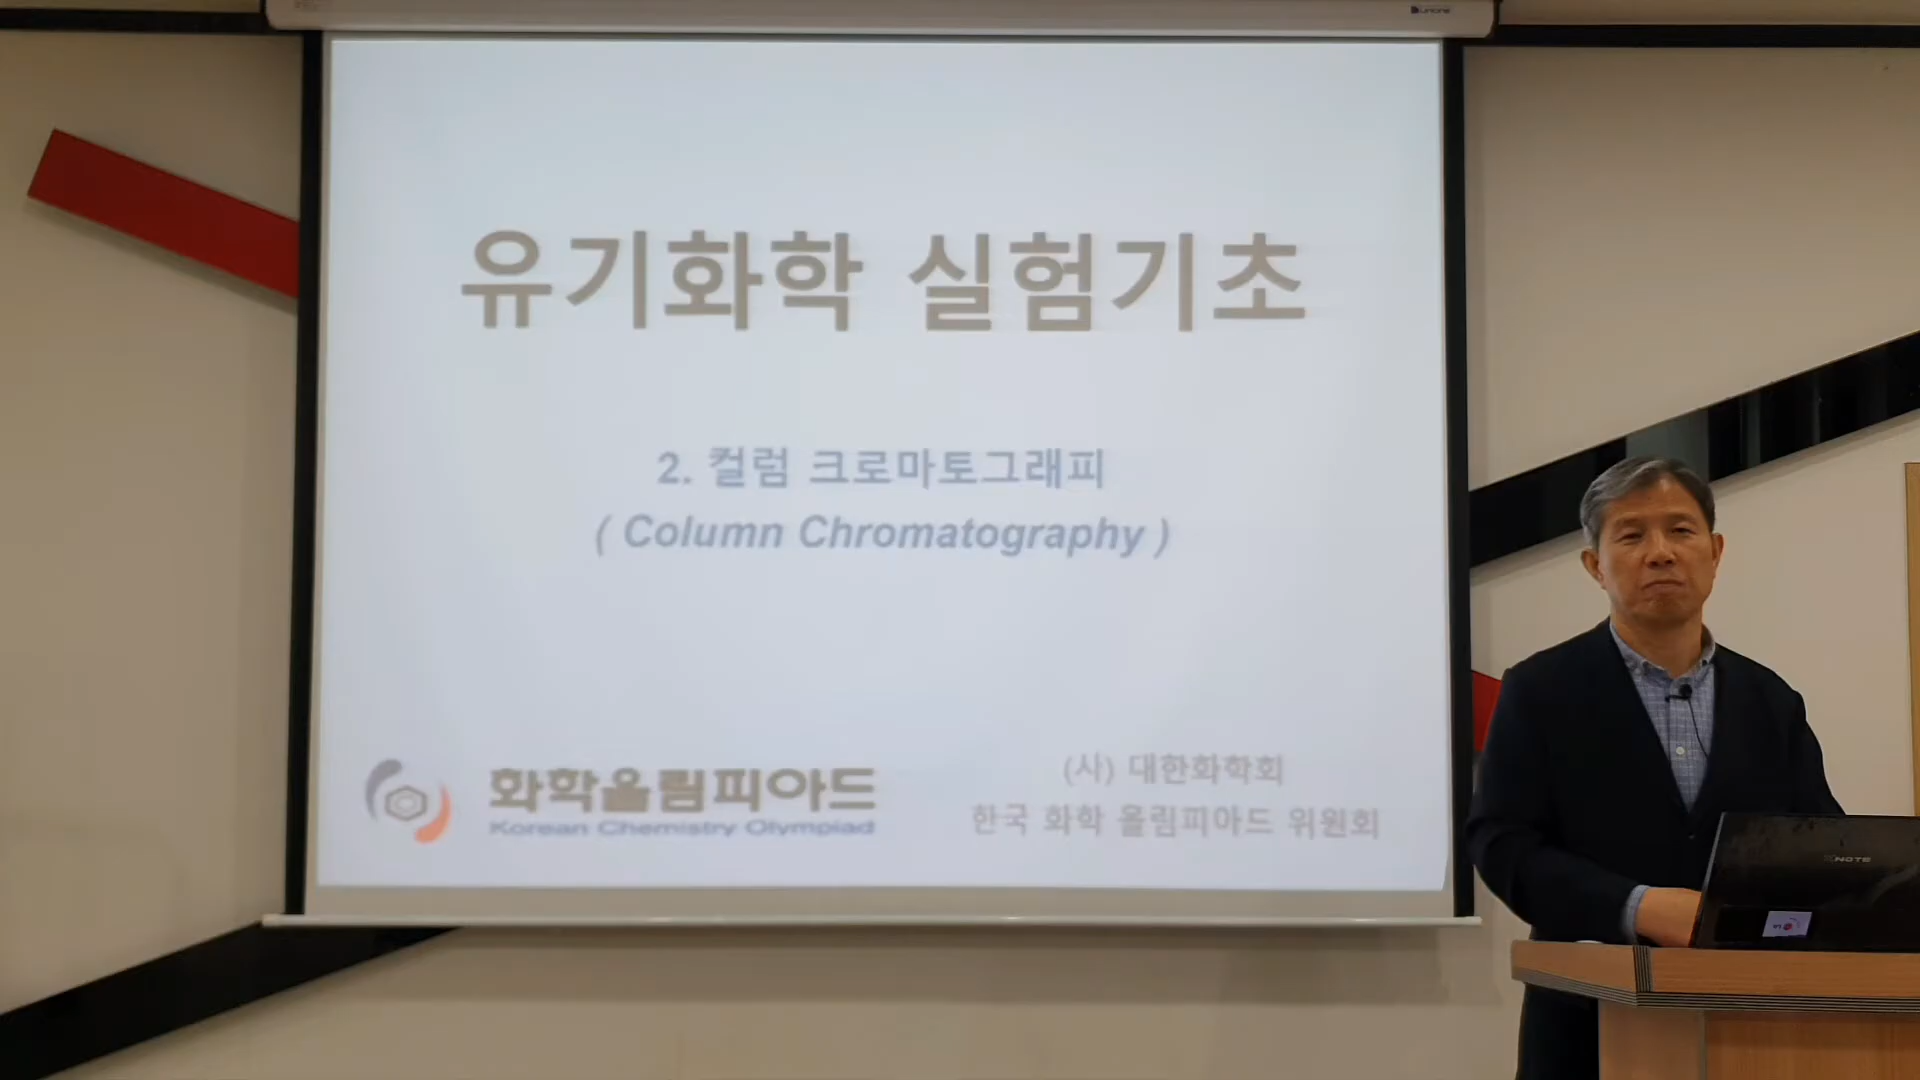 유기화학 실험기초
2. 컬럼 크로마토그래피
( Column Chromatography )
화학올림피아드
Korean Chemistry Olympiad
(사) 대한화학회
한국 화학 올림피아드 위원회
XNOTE